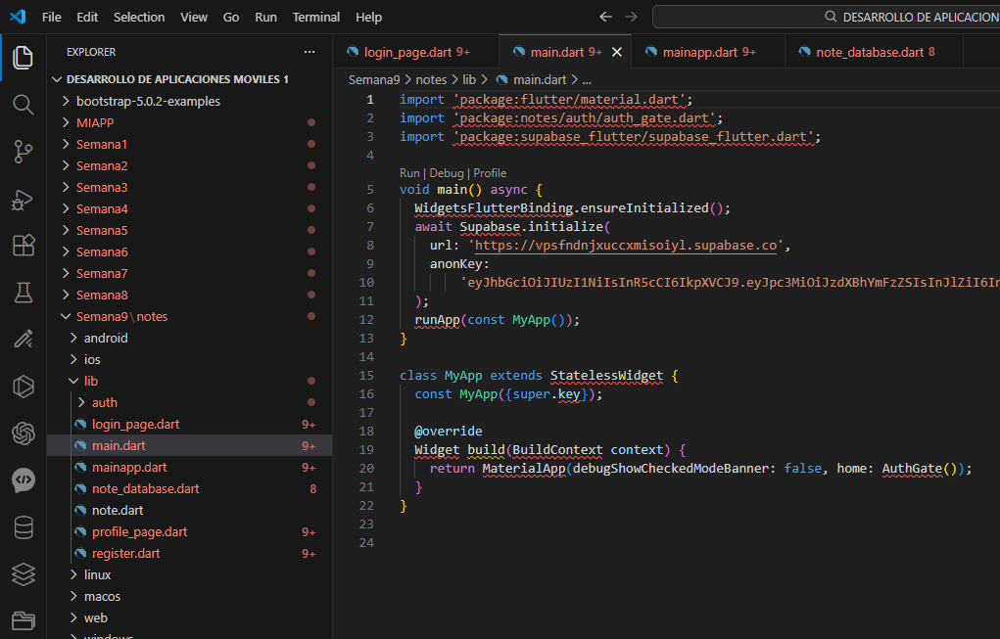 File Edit Selection View Go Run Terminal Help
DESARROLLO DE APLICACION
EXPLORER
DESARROLLO DE APLICACIONES MOVILES 1
bootstrap-5.0.2-examples
MIAPP
Semana1
Semana2
Semana3
Semana4
Semana5
Semana6
Semana7
Semana8
Semana9\notes
android
ios
lib
auth
login_page.dart 9+
main.dart 9+
mainapp.dart 9+
note_database.dart 8
note.dart
profile_page.dart 9+
register.dart 9+
linux
macos
web
windows
login_page.dart 9+ main.dart 9+ mainapp.dart 9+ note_database.dart 8
Semana9 > notes > lib > main.dart > ...
1 import 'package:flutter/material.dart';
2 import 'package:notes/auth/auth_gate.dart';
3 import 'package:supabase_flutter/supabase_flutter.dart';
4
Run | Debug | Profile
5 void main() async {
6 WidgetsFlutterBinding.ensureInitialized();
7 await Supabase.initialize(
8 url: 'https://vpsfndnjxuccxmisoiyl.supabase.co',
9 anonKey:
10 'eyJhbGciOiJIUzI1NiIsInR5cCI6IkpXVCJ9.eyJpc3MiOiJzdXBhYmFzZSIsInJlZiI6In
11 );
12 runApp(const MyApp());
13 }
14
15 class MyApp extends StatelessWidget {
16 const MyApp({super.key});
17
18 @override
19 Widget build(BuildContext context) {
20 return MaterialApp(debugShowCheckedModeBanner: false, home: AuthGate());
21 }
22 }
23
24